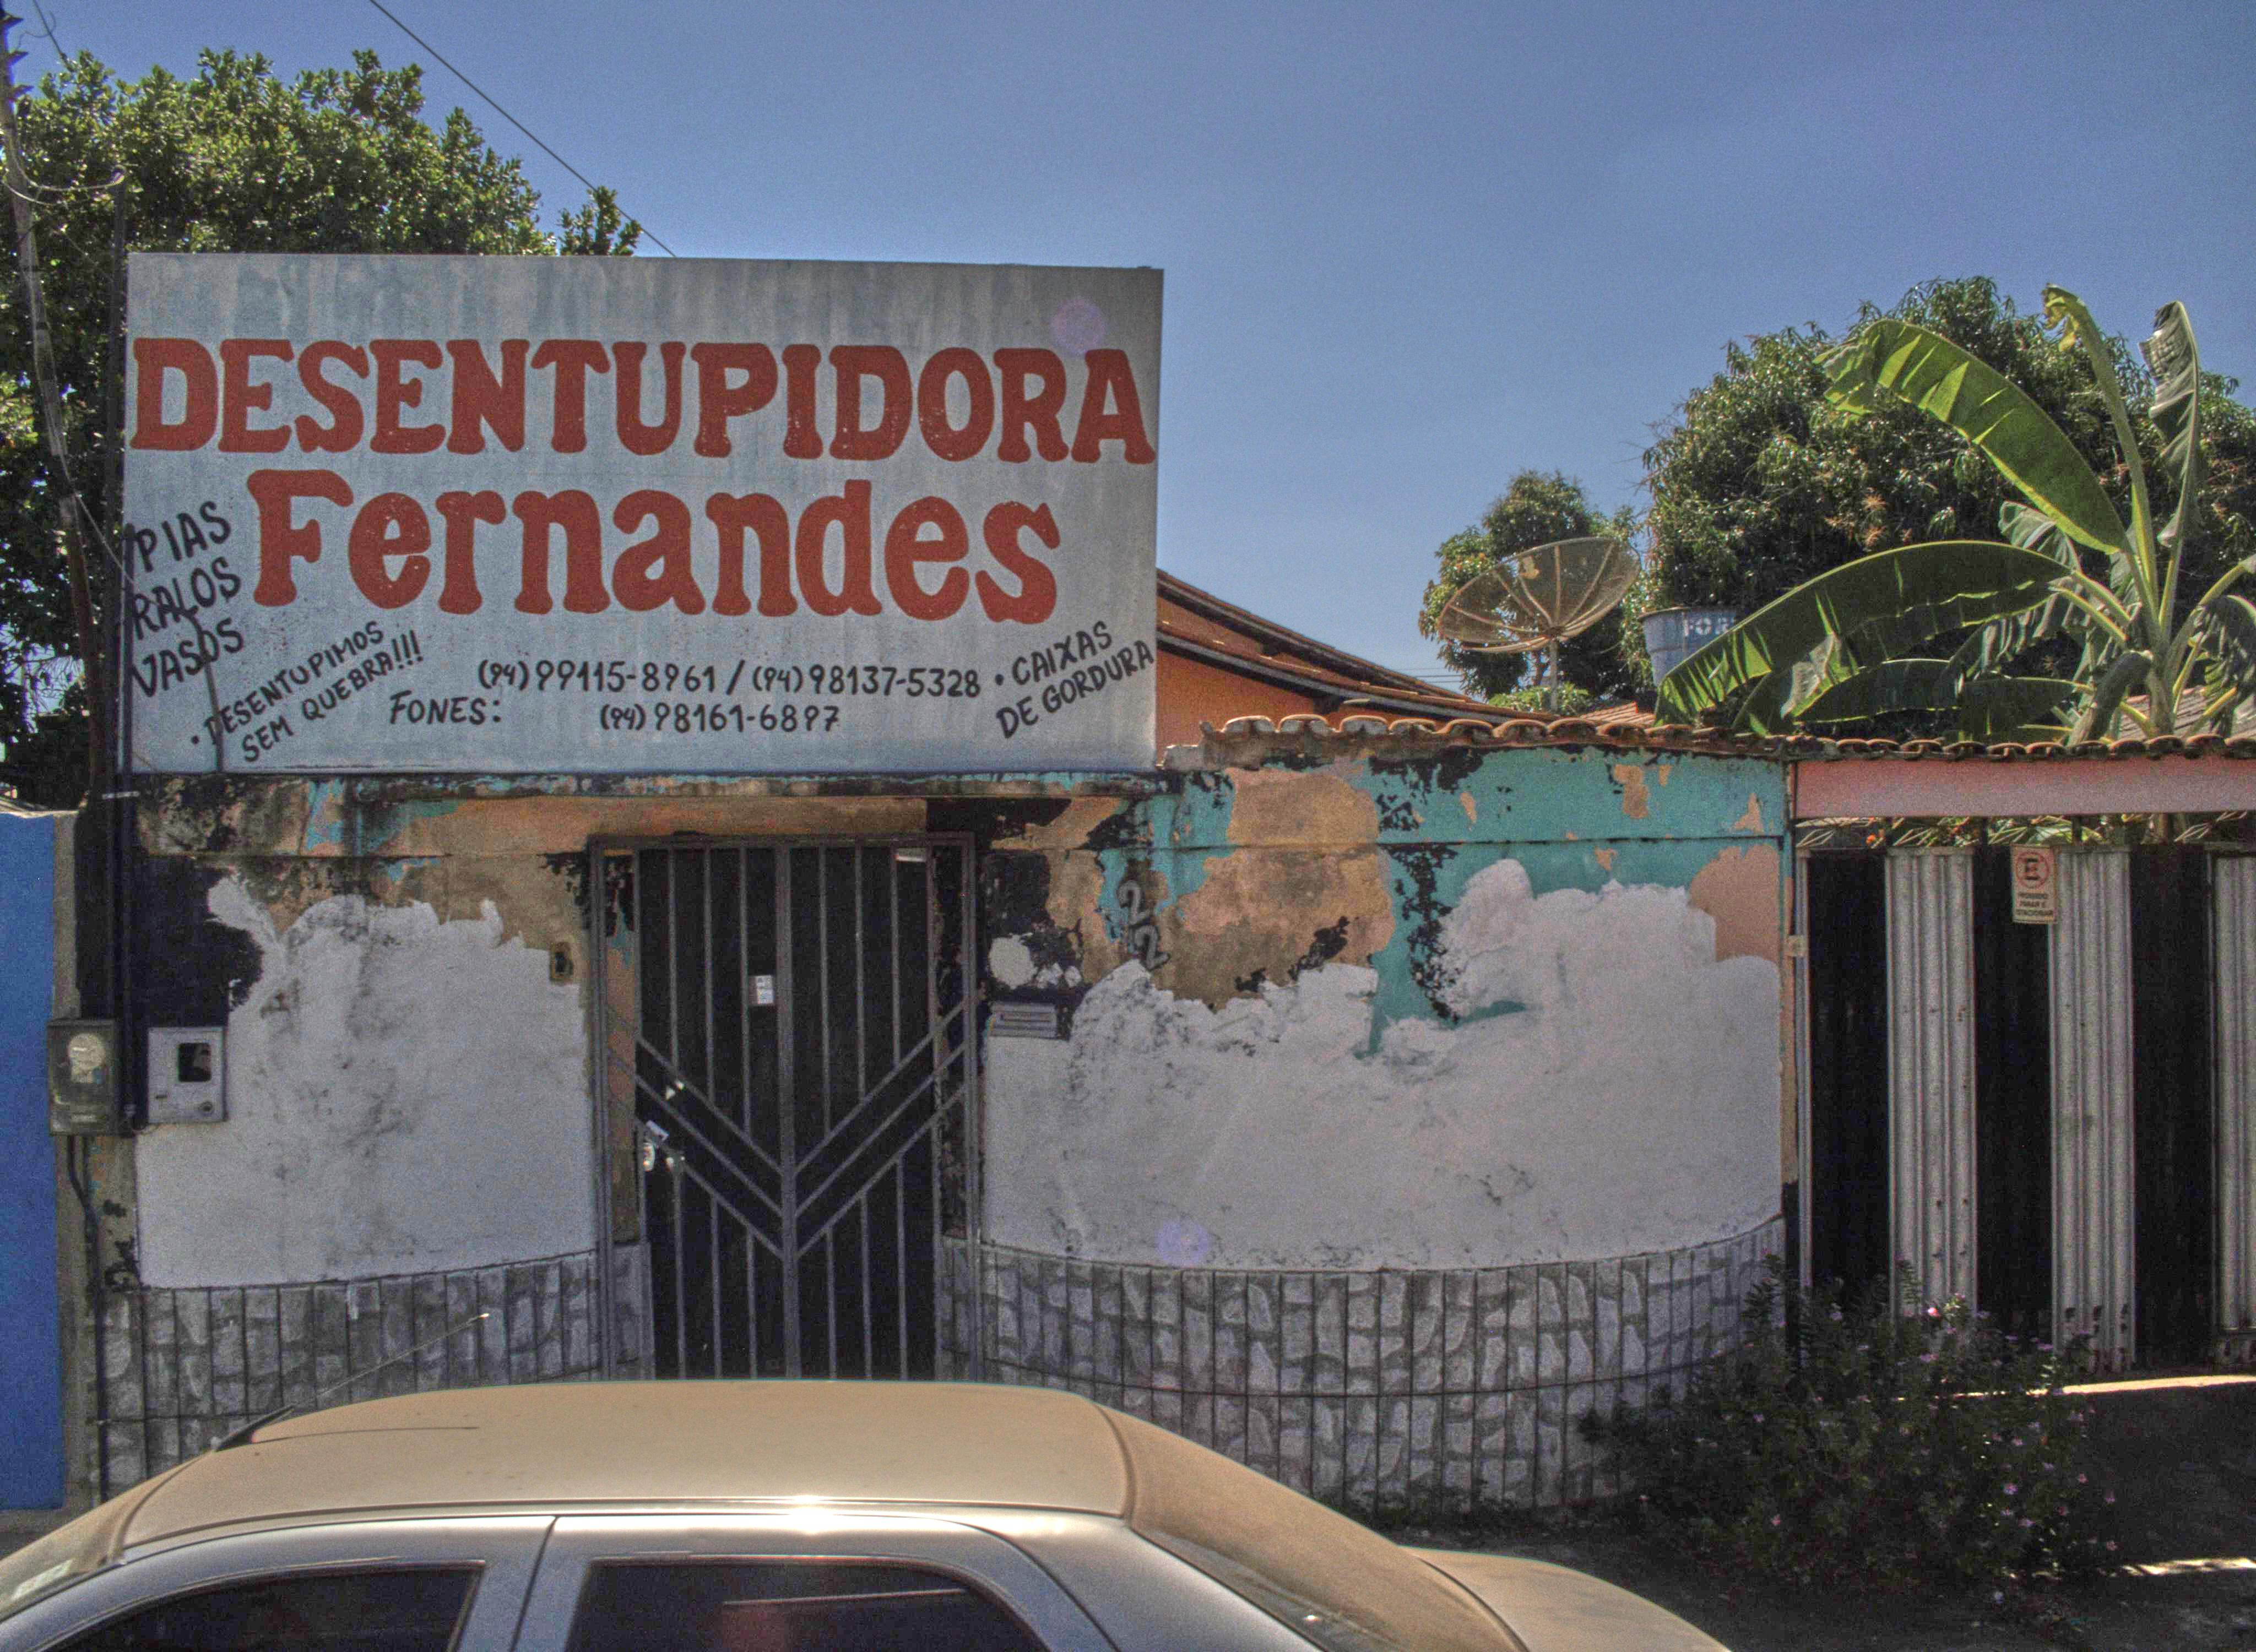 DESENTUPIDORA
Fernandes
PIAS
RALOS
VASOS
• DESENTUPIMOS
SEM QUEBRA!!!
FONES:
(94) 99115-8961 / (94) 98137-5328
(94) 98161-6897
• CAIXAS
DE GORDURA
22